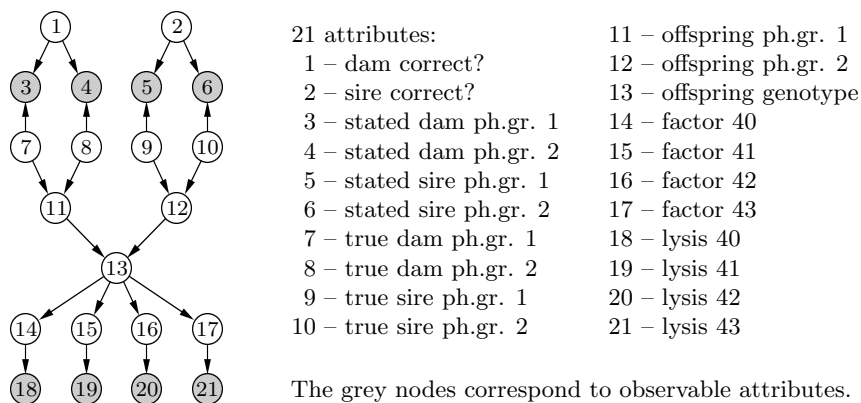 1 2
3 4 5 6
7 8 9 10
11 12
13
14 15 16 17
18 19 20 21
21 attributes:
1 – dam correct?
2 – sire correct?
3 – stated dam ph.gr. 1
4 – stated dam ph.gr. 2
5 – stated sire ph.gr. 1
6 – stated sire ph.gr. 2
7 – true dam ph.gr. 1
8 – true dam ph.gr. 2
9 – true sire ph.gr. 1
10 – true sire ph.gr. 2
11 – offspring ph.gr. 1
12 – offspring ph.gr. 2
13 – offspring genotype
14 – factor 40
15 – factor 41
16 – factor 42
17 – factor 43
18 – lysis 40
19 – lysis 41
20 – lysis 42
21 – lysis 43
The grey nodes correspond to observable attributes.